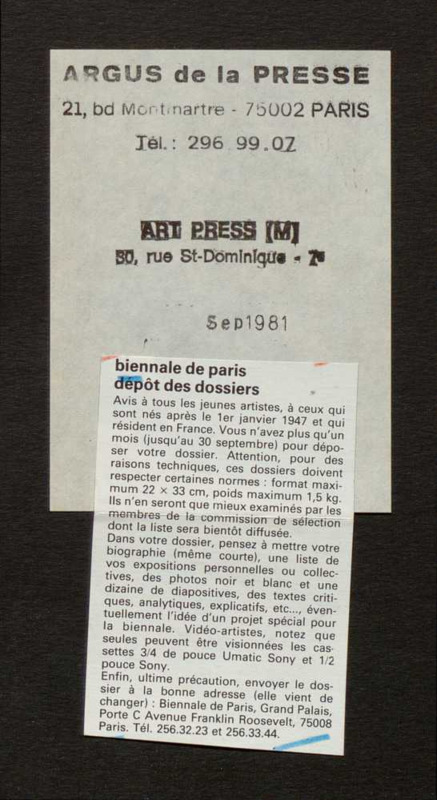 ARGUS de la PRESSE
21, bd Montmartre - 75002 PARIS
Tél.: 296 99.07
ART PRESS [M]
30, rue St-Dominique - 7e
Sep1981
biennale de paris
dépôt des dossiers
Avis à tous les jeunes artistes, à ceux qui
sont nés après le 1er janvier 1947 et qui
résident en France. Vous n'avez plus qu'un
mois (jusqu'au 30 septembre) pour dépo-
ser votre dossier. Attention, pour des
raisons techniques, ces dossiers doivent
respecter certaines normes : format maxi-
mum 22 × 33 cm, poids maximum 1,5 kg.
Ils n'en seront que mieux examinés par les
membres de la commission de sélection
dont la liste sera bientôt diffusée.
Dans votre dossier, pensez à mettre votre
biographie (même courte), une liste de
vos expositions personnelles ou collec-
tives, des photos noir et blanc et une
dizaine de diapositives, des textes criti-
ques, analytiques, explicatifs, etc..., éven-
tuellement l'idée d'un projet spécial pour
la biennale. Vidéo-artistes, notez que
seules peuvent être visionnées les cas-
settes 3/4 de pouce Umatic Sony et 1/2
pouce Sony.
Enfin, ultime précaution, envoyer le dos-
sier à la bonne adresse (elle vient de
changer) : Biennale de Paris, Grand Palais,
Porte C Avenue Franklin Roosevelt, 75008
Paris. Tél. 256.32.23 et 256.33.44.